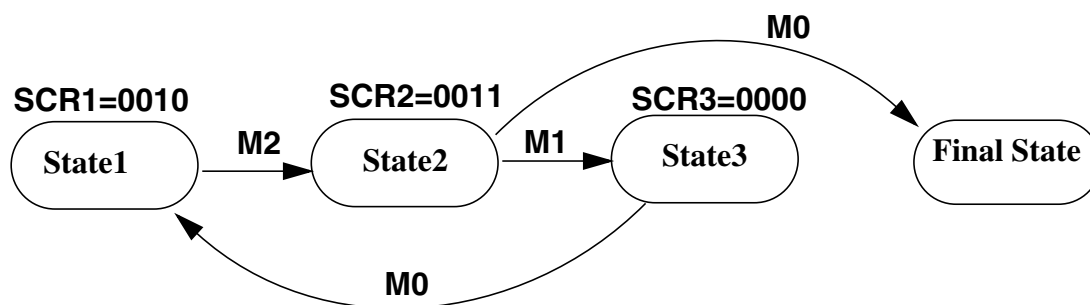 M0
SCR1=0010
SCR2=0011
SCR3=0000
State1
M2
State2
M1
State3
Final State
M0